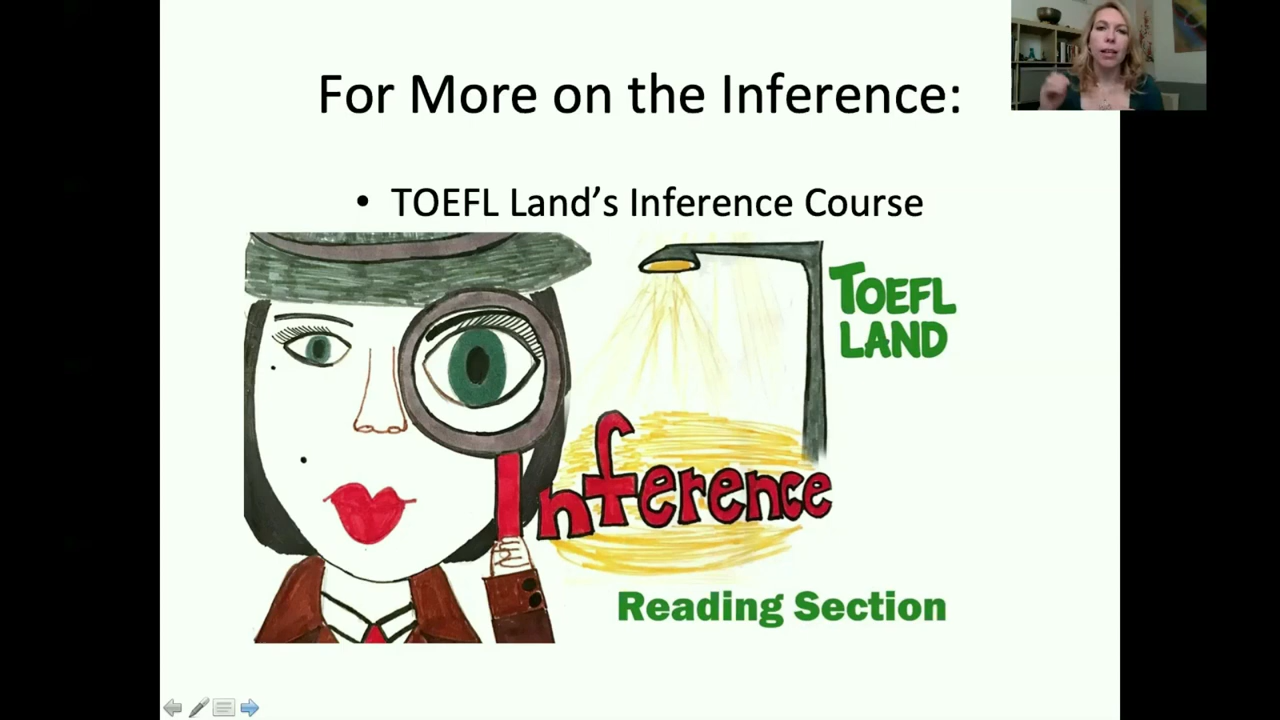 For More on the Inference:
• TOEFL Land’s Inference Course
TOEFL
LAND
Inference
Reading Section